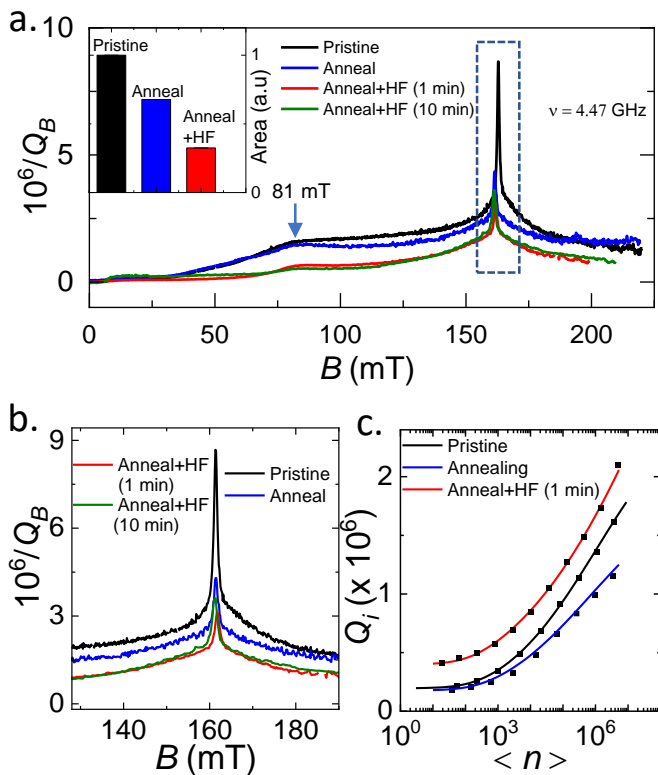 a.
10
5
0
10⁶/Q_B
Pristine
Anneal
Anneal
+HF
1
0
Area (a.u)
Pristine
Anneal
Anneal+HF (1 min)
Anneal+HF (10 min)
ν = 4.47 GHz
81 mT
0 50 100 150 200
B (mT)
b.
9
6
3
0
10⁶/Q_B
Anneal+HF
(1 min)
Anneal+HF
(10 min)
Pristine
Anneal
140 160 180
B (mT)
c.
Pristine
Annealing
Anneal+HF (1 min)
2
1
0
Q_i (x 10⁶)
10⁰ 10³ 10⁶
< n >